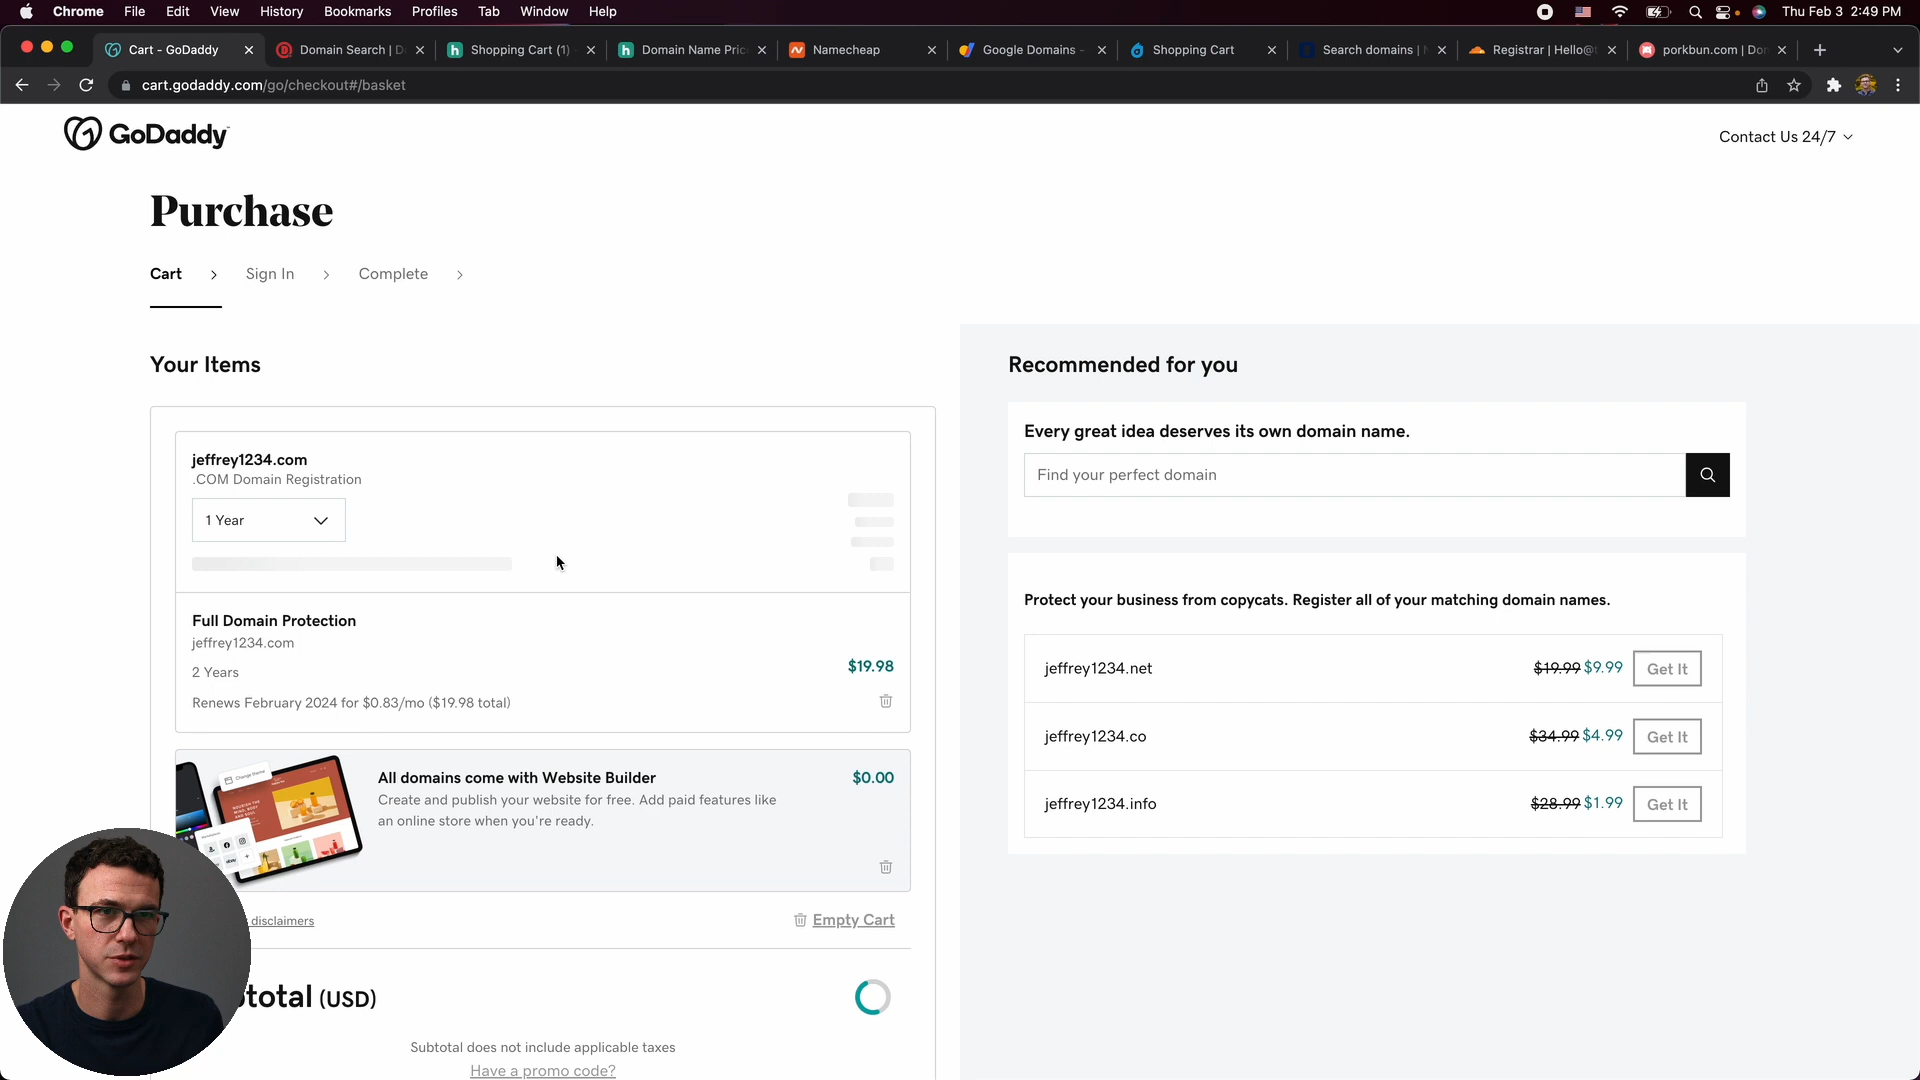 Chrome File Edit View History Bookmarks Profiles Tab Window Help
Thu Feb 3 2:49 PM
Cart - GoDaddy
Domain Search | D
Shopping Cart (1)
Domain Name Pric
Namecheap
Google Domains -
Shopping Cart
Search domains |
Registrar | Hello@
porkbun.com | Dom
cart.godaddy.com/go/checkout#/basket
GoDaddy
Contact Us 24/7
Purchase
Cart
Sign In
Complete
Your Items
jeffrey1234.com
.COM Domain Registration
1 Year
Full Domain Protection
jeffrey1234.com
2 Years
$19.98
Renews February 2024 for $0.83/mo ($19.98 total)
All domains come with Website Builder
$0.00
Create and publish your website for free. Add paid features like
an online store when you're ready.
disclaimers
Empty Cart
total (USD)
Subtotal does not include applicable taxes
Have a promo code?
Recommended for you
Every great idea deserves its own domain name.
Find your perfect domain
Protect your business from copycats. Register all of your matching domain names.
jeffrey1234.net $19.99 $9.99 Get It
jeffrey1234.co $34.99 $4.99 Get It
jeffrey1234.info $28.99 $1.99 Get It